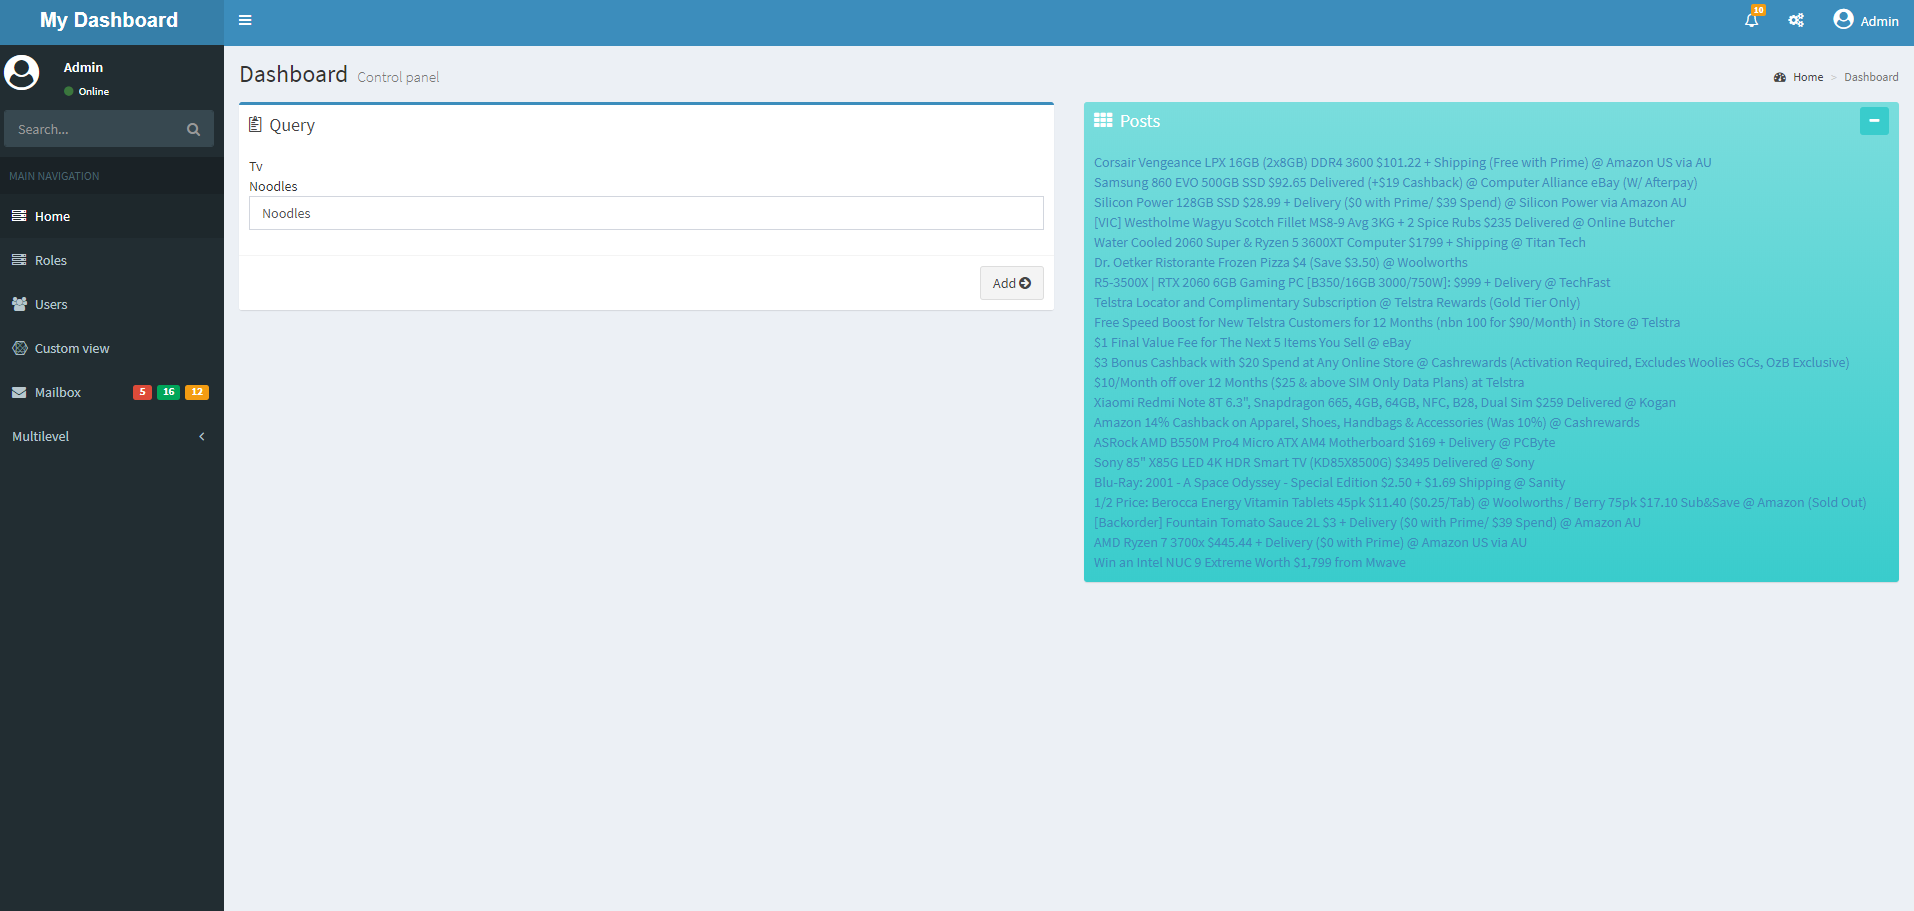 My Dashboard
10
Admin
Admin
Online
Search...
MAIN NAVIGATION
Home
Roles
Users
Custom view
Mailbox 5 16 12
Multilevel
Dashboard Control panel
Home > Dashboard
Query
Tv
Noodles
Noodles
Add
Posts
Corsair Vengeance LPX 16GB (2x8GB) DDR4 3600 $101.22 + Shipping (Free with Prime) @ Amazon US via AU
Samsung 860 EVO 500GB SSD $92.65 Delivered (+$19 Cashback) @ Computer Alliance eBay (W/ Afterpay)
Silicon Power 128GB SSD $28.99 + Delivery ($0 with Prime/ $39 Spend) @ Silicon Power via Amazon AU
[VIC] Westholme Wagyu Scotch Fillet MS8-9 Avg 3KG + 2 Spice Rubs $235 Delivered @ Online Butcher
Water Cooled 2060 Super & Ryzen 5 3600XT Computer $1799 + Shipping @ Titan Tech
Dr. Oetker Ristorante Frozen Pizza $4 (Save $3.50) @ Woolworths
R5-3500X | RTX 2060 6GB Gaming PC [B350/16GB 3000/750W]: $999 + Delivery @ TechFast
Telstra Locator and Complimentary Subscription @ Telstra Rewards (Gold Tier Only)
Free Speed Boost for New Telstra Customers for 12 Months (nbn 100 for $90/Month) in Store @ Telstra
$1 Final Value Fee for The Next 5 Items You Sell @ eBay
$3 Bonus Cashback with $20 Spend at Any Online Store @ Cashrewards (Activation Required, Excludes Woolies GCs, OzB Exclusive)
$10/Month off over 12 Months ($25 & above SIM Only Data Plans) at Telstra
Xiaomi Redmi Note 8T 6.3", Snapdragon 665, 4GB, 64GB, NFC, B28, Dual Sim $259 Delivered @ Kogan
Amazon 14% Cashback on Apparel, Shoes, Handbags & Accessories (Was 10%) @ Cashrewards
ASRock AMD B550M Pro4 Micro ATX AM4 Motherboard $169 + Delivery @ PCByte
Sony 85" X85G LED 4K HDR Smart TV (KD85X8500G) $3495 Delivered @ Sony
Blu-Ray: 2001 - A Space Odyssey - Special Edition $2.50 + $1.69 Shipping @ Sanity
1/2 Price: Berocca Energy Vitamin Tablets 45pk $11.40 ($0.25/Tab) @ Woolworths / Berry 75pk $17.10 Sub&Save @ Amazon (Sold Out)
[Backorder] Fountain Tomato Sauce 2L $3 + Delivery ($0 with Prime/ $39 Spend) @ Amazon AU
AMD Ryzen 7 3700x $445.44 + Delivery ($0 with Prime) @ Amazon US via AU
Win an Intel NUC 9 Extreme Worth $1,799 from Mwave